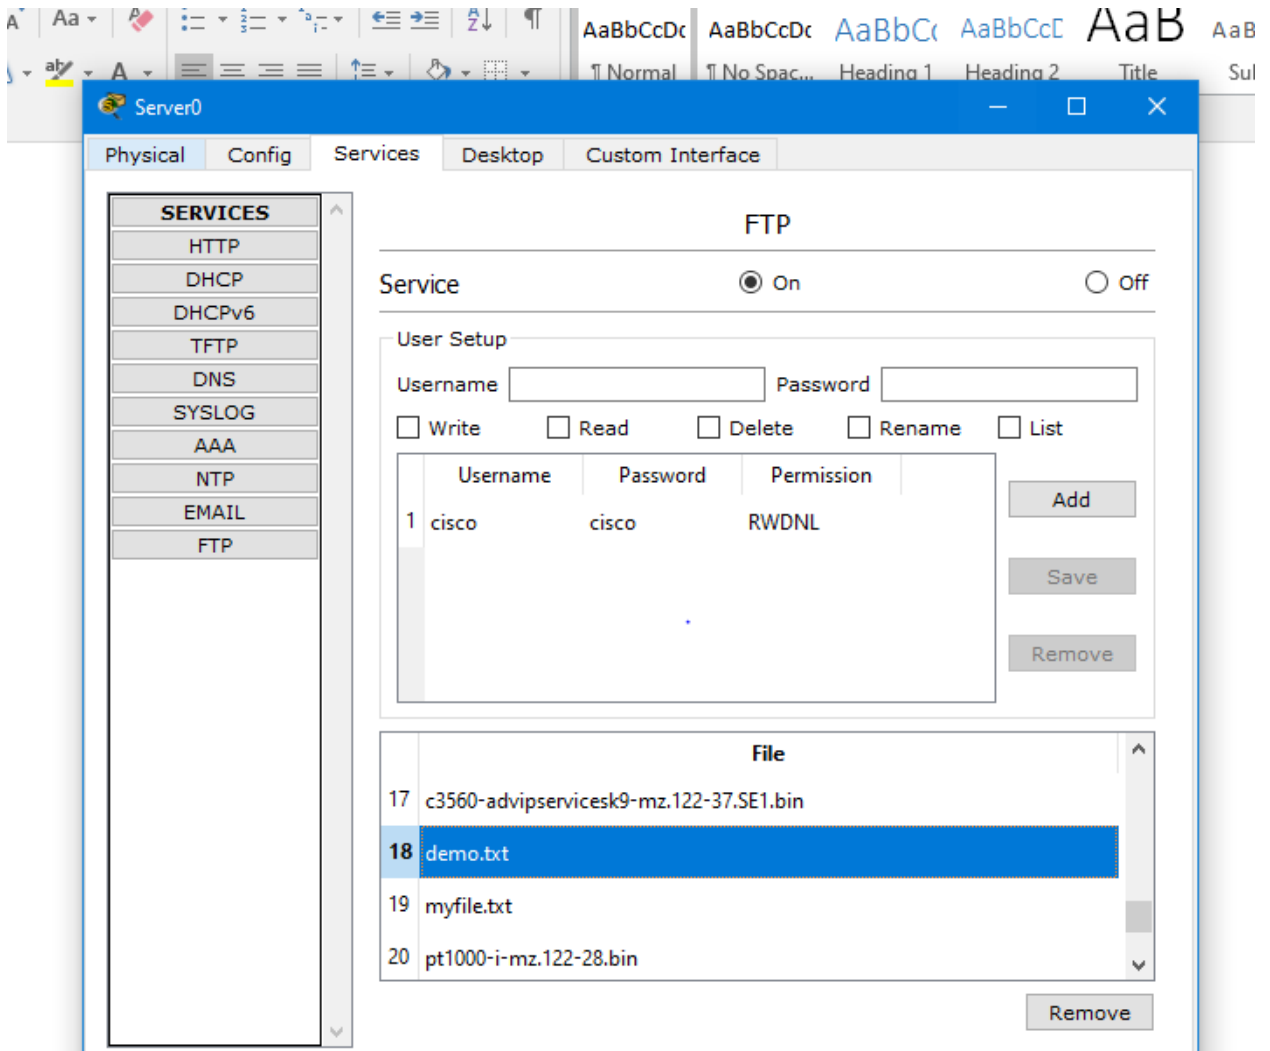 Aa
AaBbCcDc AaBbCcDc AaBbC AaBbCcD AaB AaB
¶ Normal ¶ No Spac... Heading 1 Heading 2 Title Sul
Server0
Physical Config Services Desktop Custom Interface
SERVICES
HTTP
DHCP
DHCPv6
TFTP
DNS
SYSLOG
AAA
NTP
EMAIL
FTP
FTP
Service On Off
User Setup
Username Password
Write Read Delete Rename List
Username Password Permission
1 cisco cisco RWDNL
Add
Save
Remove
File
17 c3560-advipservicesk9-mz.122-37.SE1.bin
18 demo.txt
19 myfile.txt
20 pt1000-i-mz.122-28.bin
Remove